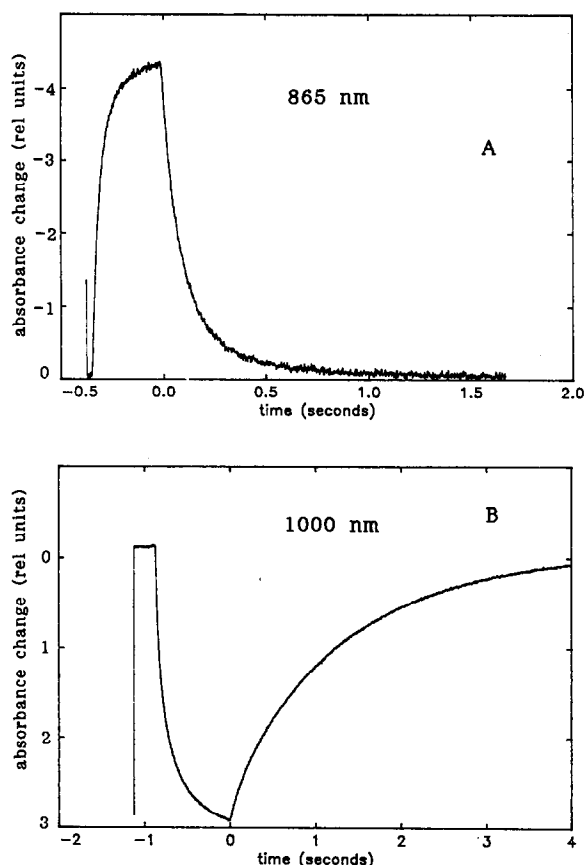 865 nm
A
absorbance change (rel units)
-4
-3
-2
-1
0
-0.5
0.0
0.5
1.0
1.5
2.0
time (seconds)
1000 nm
B
absorbance change (rel units)
0
1
2
3
-2
-1
0
1
2
3
4
time (seconds)